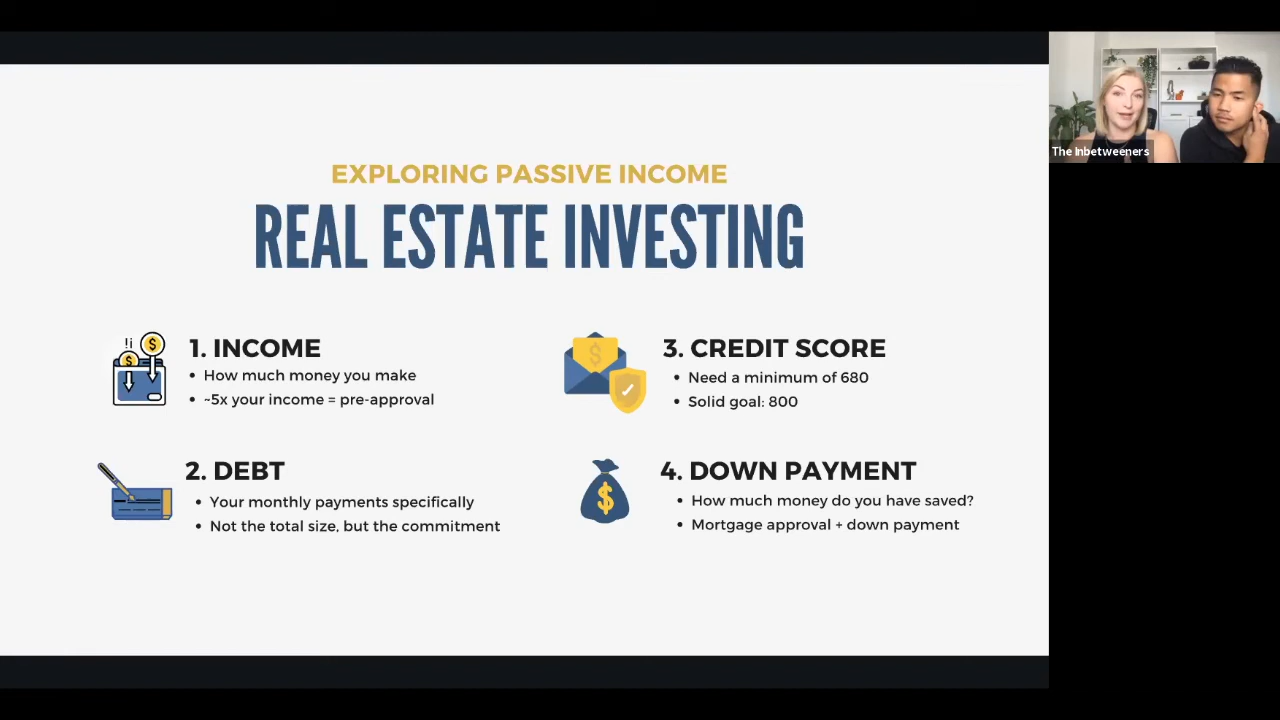 EXPLORING PASSIVE INCOME
REAL ESTATE INVESTING
1. INCOME
• How much money you make
• ~5x your income = pre-approval
2. DEBT
• Your monthly payments specifically
• Not the total size, but the commitment
3. CREDIT SCORE
• Need a minimum of 680
• Solid goal: 800
4. DOWN PAYMENT
• How much money do you have saved?
• Mortgage approval + down payment
The Inbetweeners